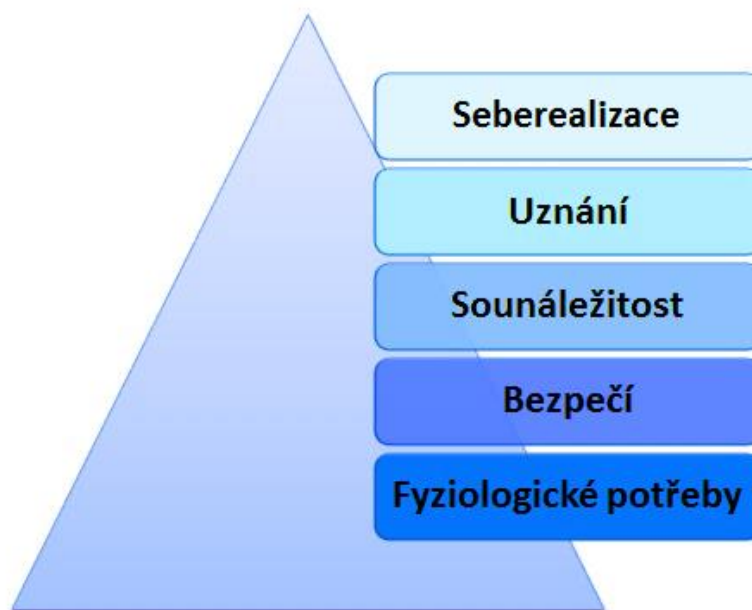 Seberealizace
Uznání
Sounáležitost
Bezpečí
Fyziologické potřeby